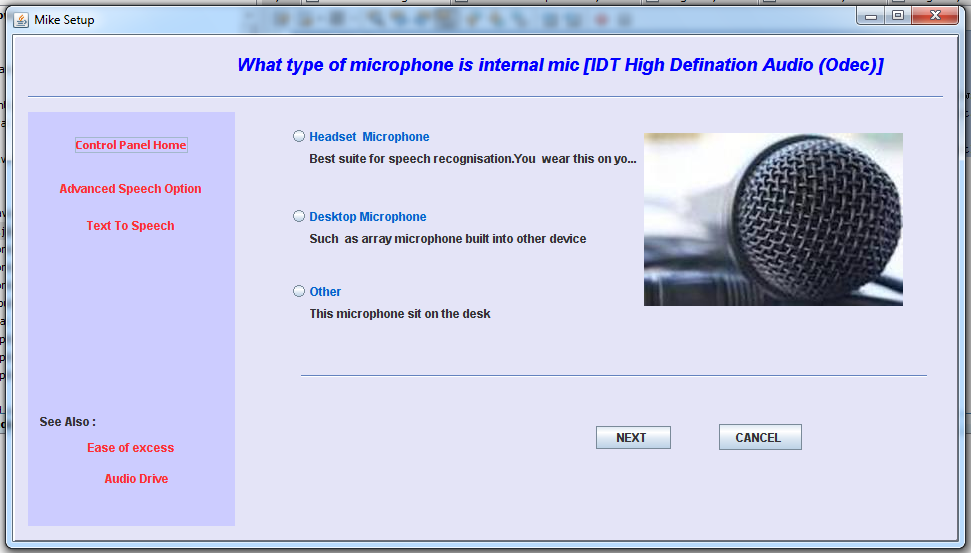 Mike Setup
What type of microphone is internal mic [IDT High Defination Audio (Odec)]
Control Panel Home
Advanced Speech Option
Text To Speech
Headset Microphone
Best suite for speech recognisation.You wear this on yo...
Desktop Microphone
Such as array microphone built into other device
Other
This microphone sit on the desk
See Also :
Ease of excess
Audio Drive
NEXT
CANCEL